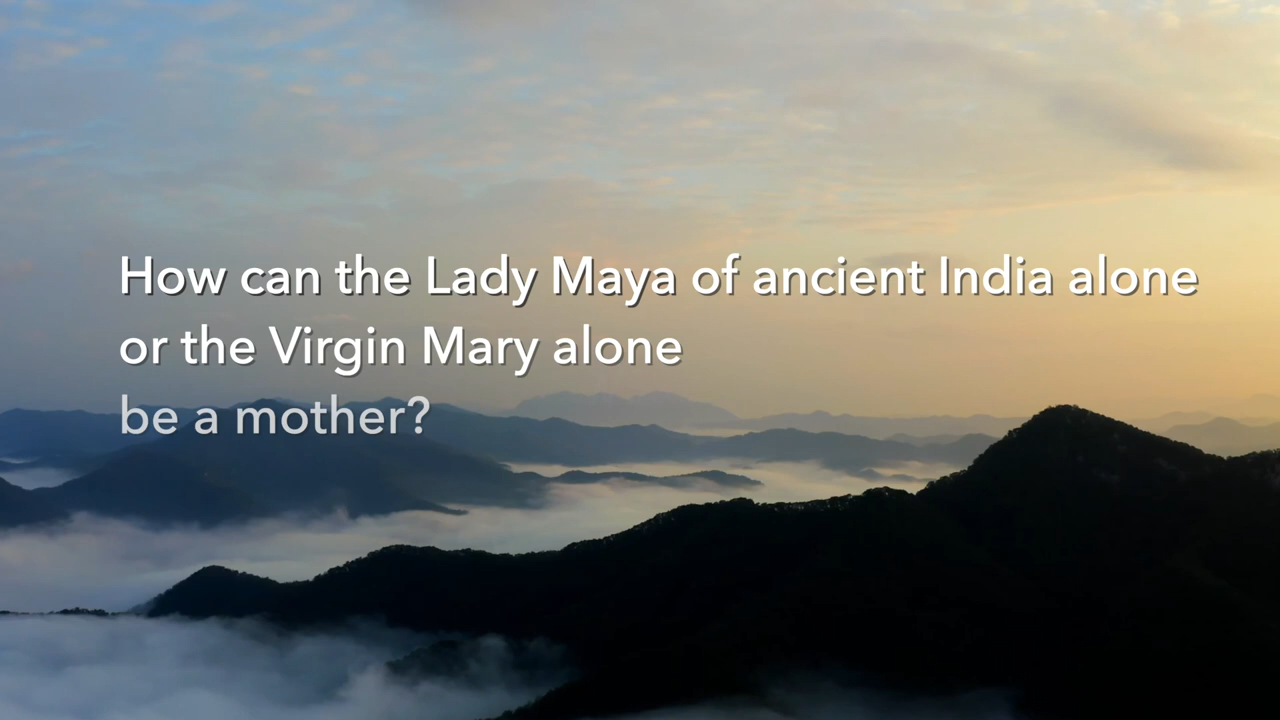 How can the Lady Maya of ancient India alone
or the Virgin Mary alone
be a mother?